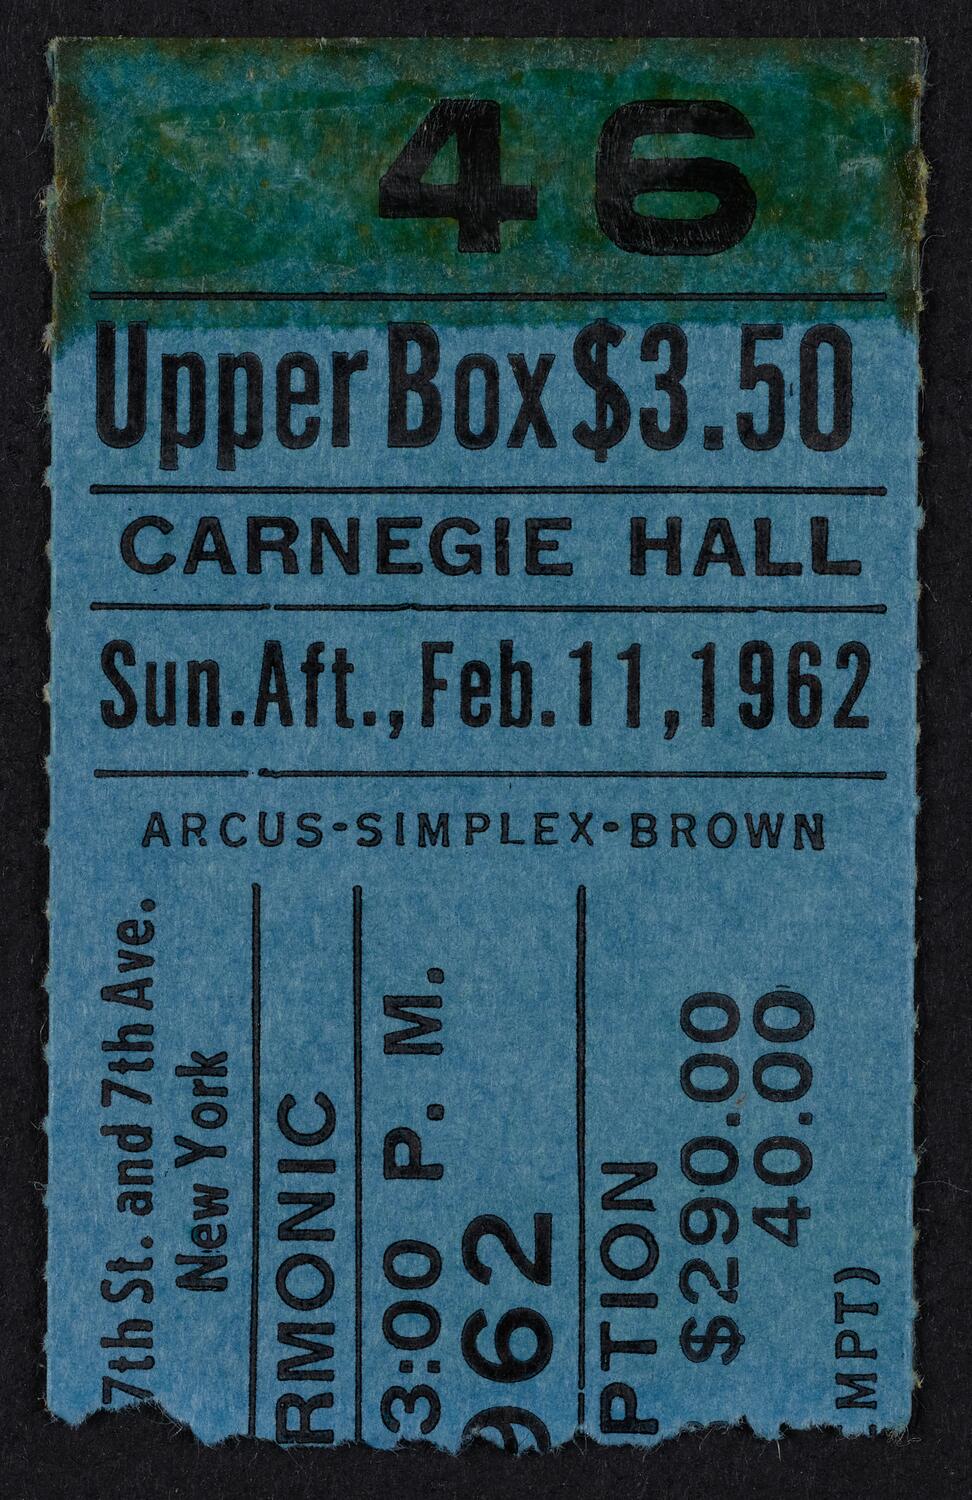 46
Upper Box $3.50
CARNEGIE HALL
Sun. Aft., Feb. 11, 1962
ARCUS-SIMPLEX-BROWN
7th St. and 7th Ave.
New York
RMONIC
3:00 P. M.
962
PTION
$290.00
40.00
MPT)